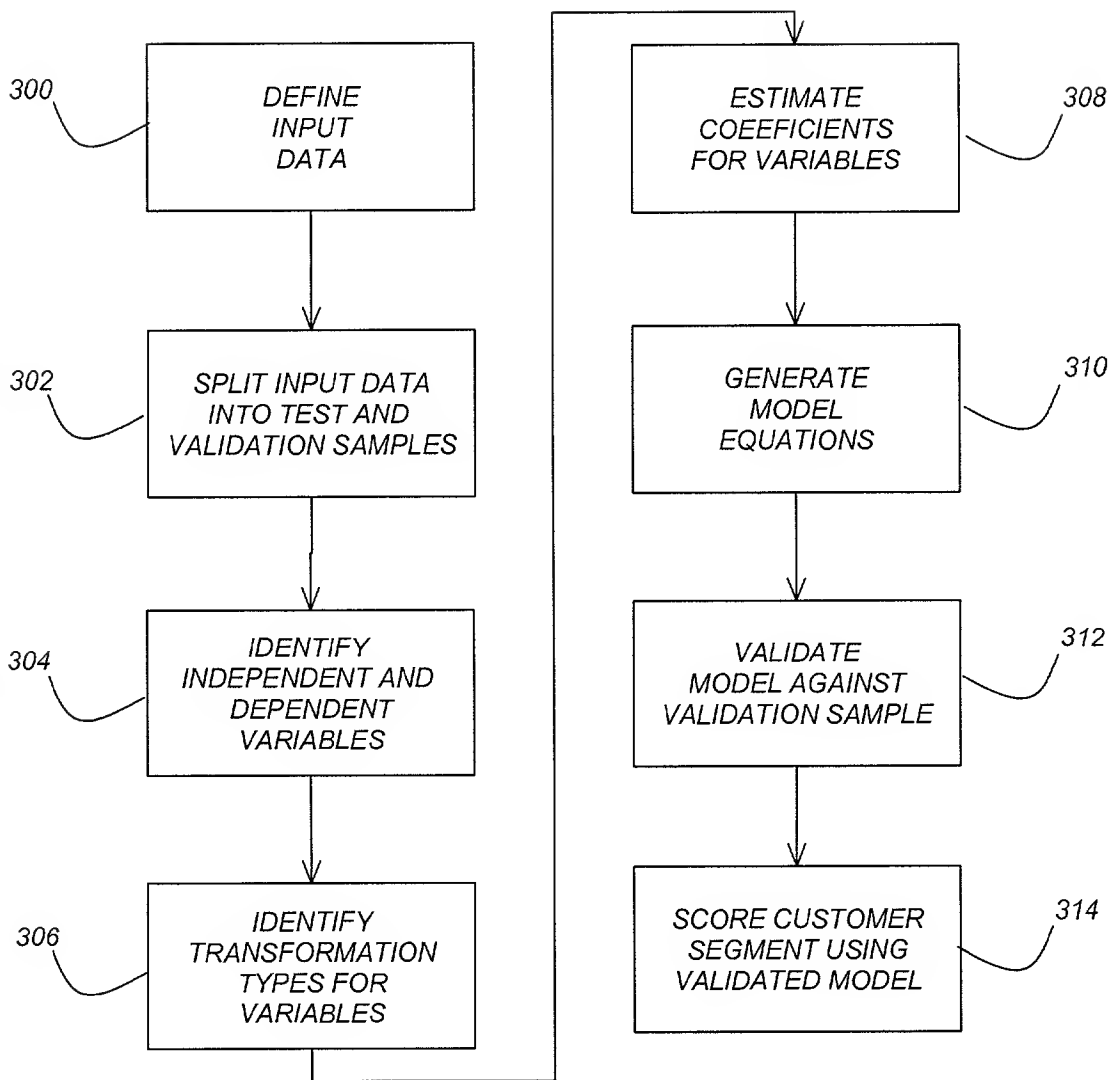 300
DEFINE
INPUT
DATA
302
SPLIT INPUT DATA
INTO TEST AND
VALIDATION SAMPLES
304
IDENTIFY
INDEPENDENT AND
DEPENDENT
VARIABLES
306
IDENTIFY
TRANSFORMATION
TYPES FOR
VARIABLES
ESTIMATE
COEEFICIENTS
FOR VARIABLES
308
GENERATE
MODEL
EQUATIONS
310
VALIDATE
MODEL AGAINST
VALIDATION SAMPLE
312
SCORE CUSTOMER
SEGMENT USING
VALIDATED MODEL
314